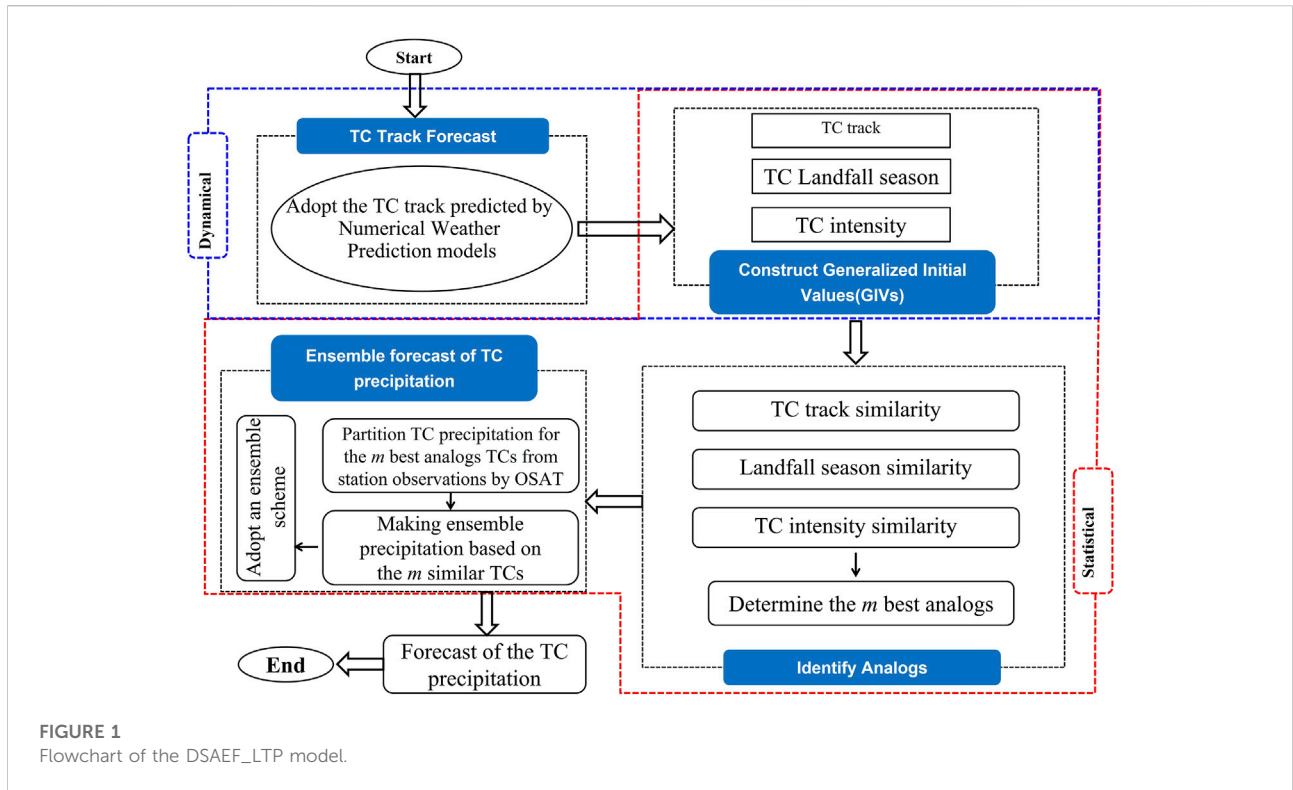 Start
Dynamical
TC Track Forecast
Adopt the TC track predicted by
Numerical Weather
Prediction models
TC track
TC Landfall season
TC intensity
Construct Generalized Initial
Values(GIVs)
Ensemble forecast of TC
precipitation
Adopt an ensemble
scheme
Partition TC precipitation for
the m best analogs TCs from
station observations by OSAT
Making ensemble
precipitation based on
the m similar TCs
TC track similarity
Landfall season similarity
TC intensity similarity
Determine the m best analogs
Identify Analogs
Statistical
Forecast of the TC
precipitation
End
FIGURE 1
Flowchart of the DSAEF_LTP model.